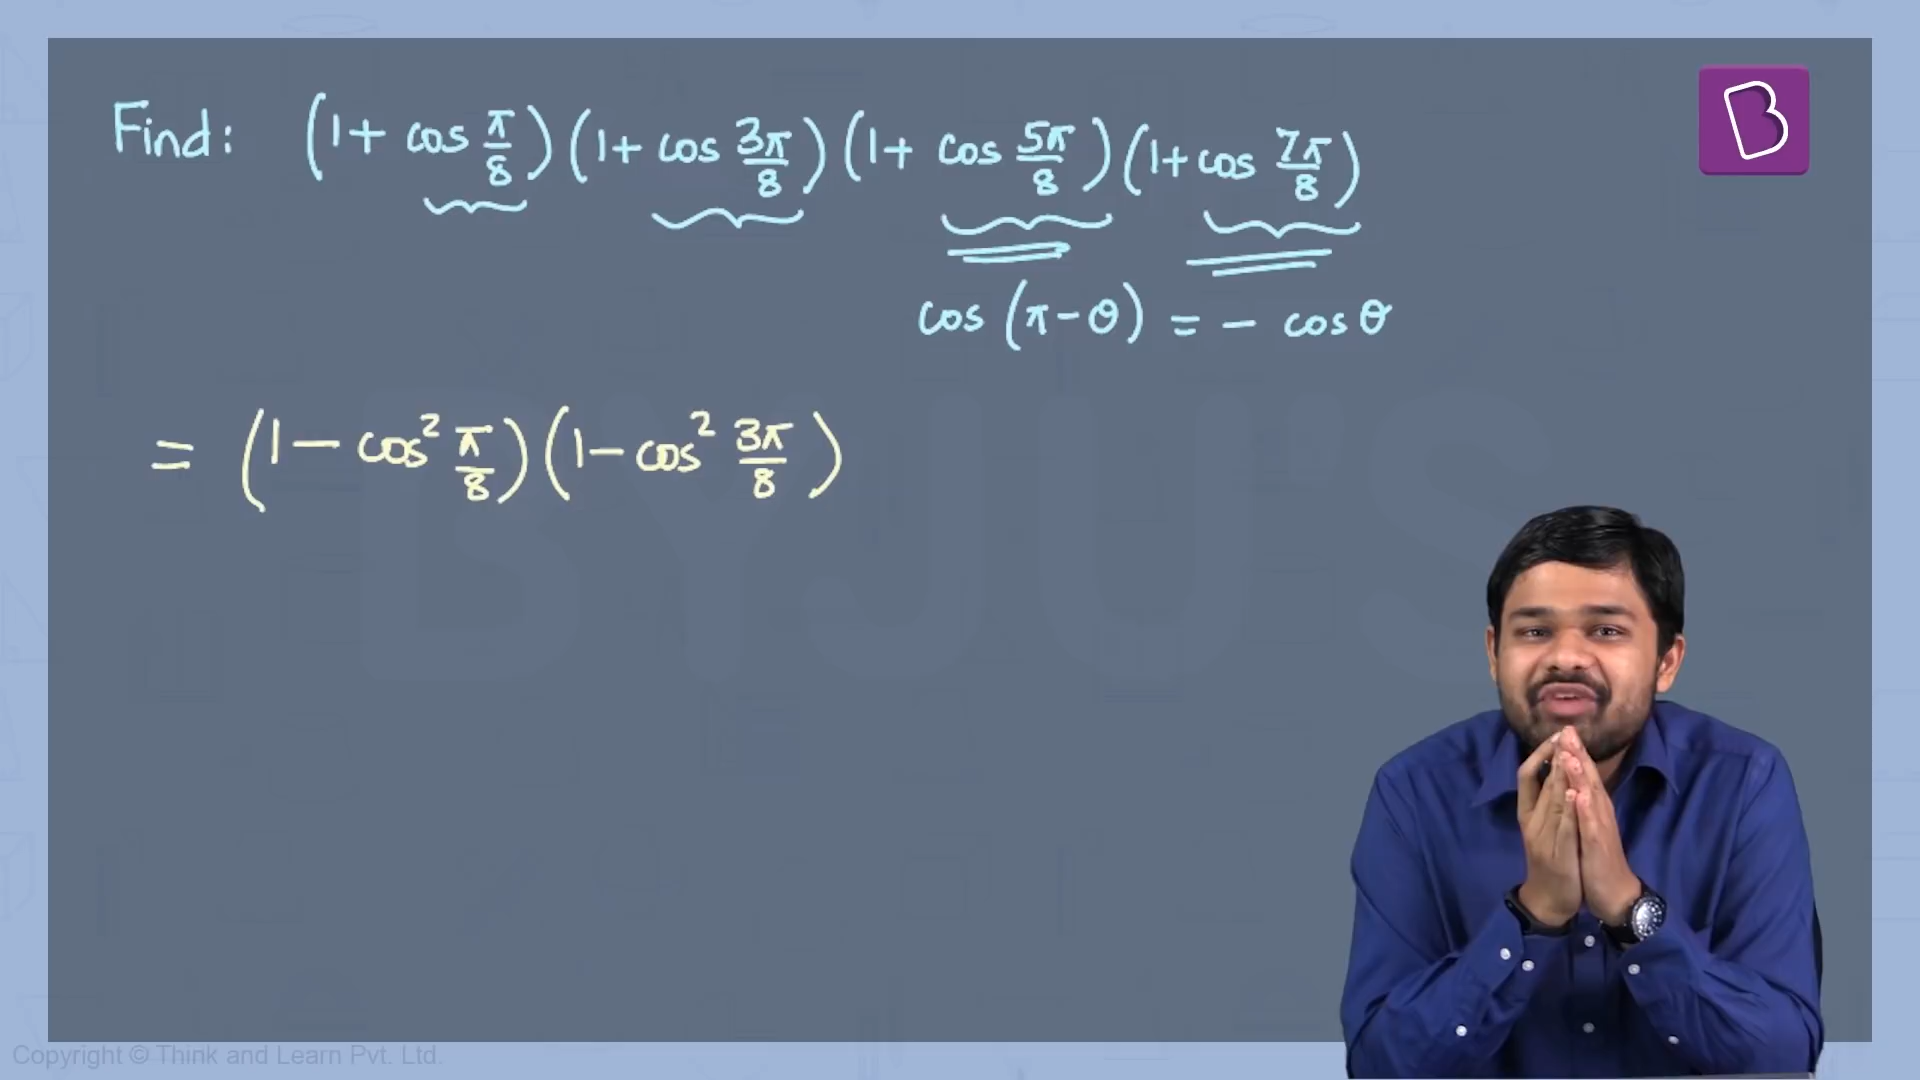 Find: (1 + cos π/8) (1 + cos 3π/8) (1 + cos 5π/8) (1 + cos 7π/8)
cos (π - θ) = - cos θ
= (1 - cos² π/8) (1 - cos² 3π/8)
BYJU'S
Copyright © Think and Learn Pvt. Ltd.